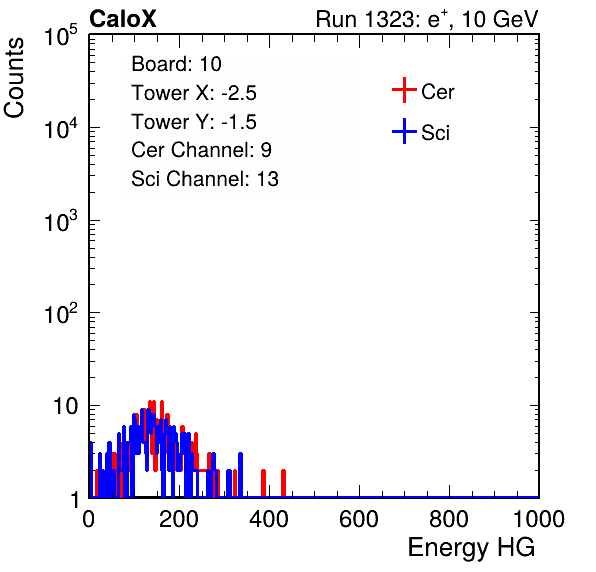 CaloX Run 1323: e⁺, 10 GeV
Counts
10⁵
10⁴
10³
10²
10
1
Board: 10
Tower X: -2.5
Tower Y: -1.5
Cer Channel: 9
Sci Channel: 13
Cer
Sci
0 200 400 600 800 1000
Energy HG